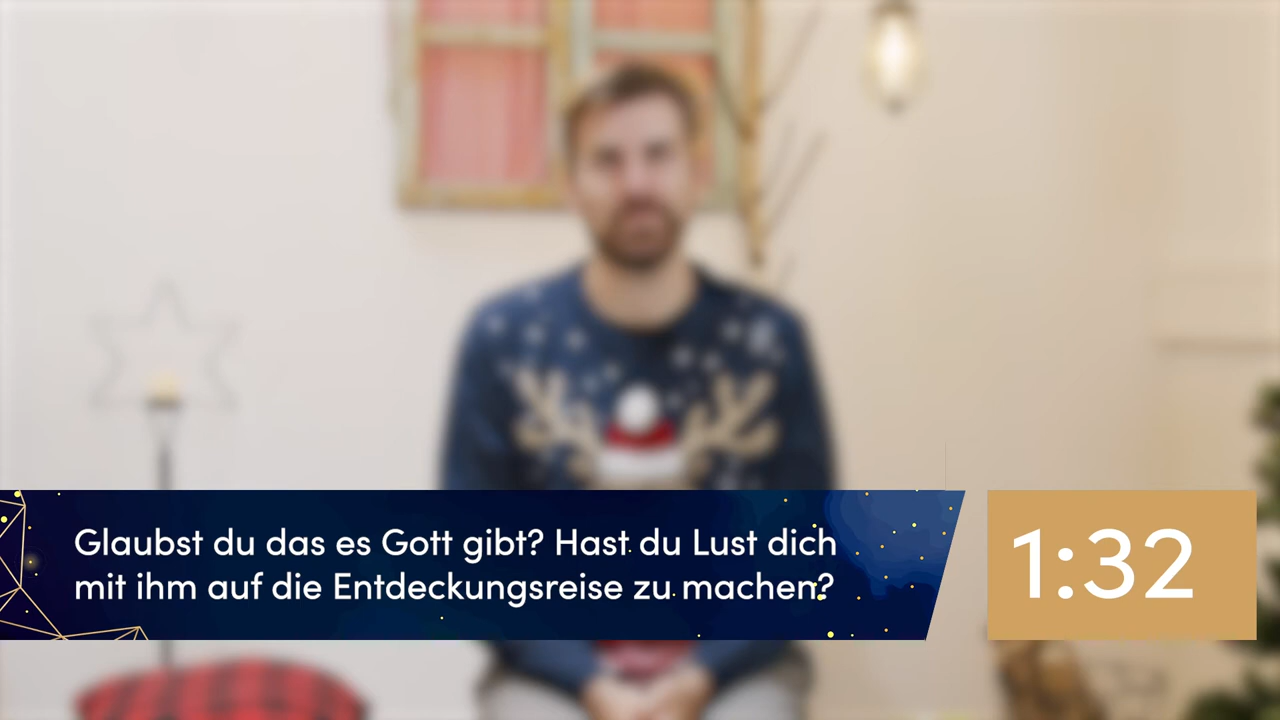 Glaubst du das es Gott gibt? Hast du Lust dich
mit ihm auf die Entdeckungsreise zu machen?
1:32